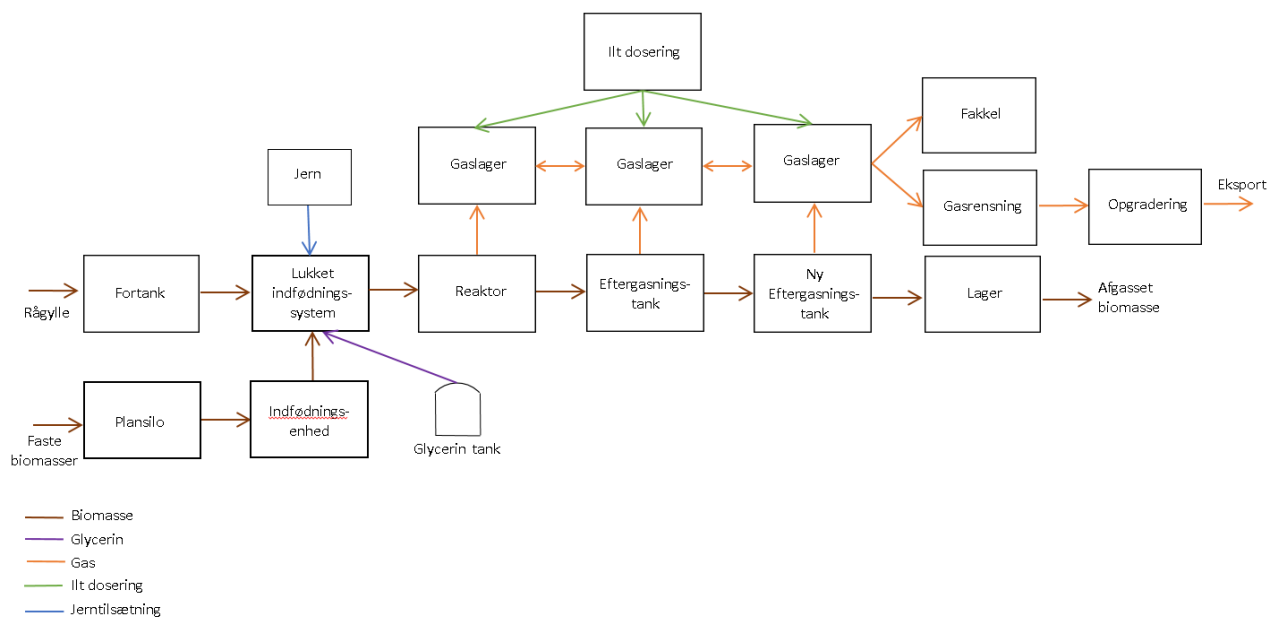 Ilt dosering
Fakkel
Gaslager
Gaslager
Gaslager
Jern
Gasrensning
Opgradering
Eksport
Rågylle
Fortank
Lukket
indfødnings-
system
Reaktor
Eftergasnings-
tank
Ny
Eftergasnings-
tank
Lager
Afgasset
biomasse
Faste
biomasser
Plansilo
Indfødnings-
enhed
Glycerin tank
Biomasse
Glycerin
Gas
Ilt dosering
Jerntilsætning